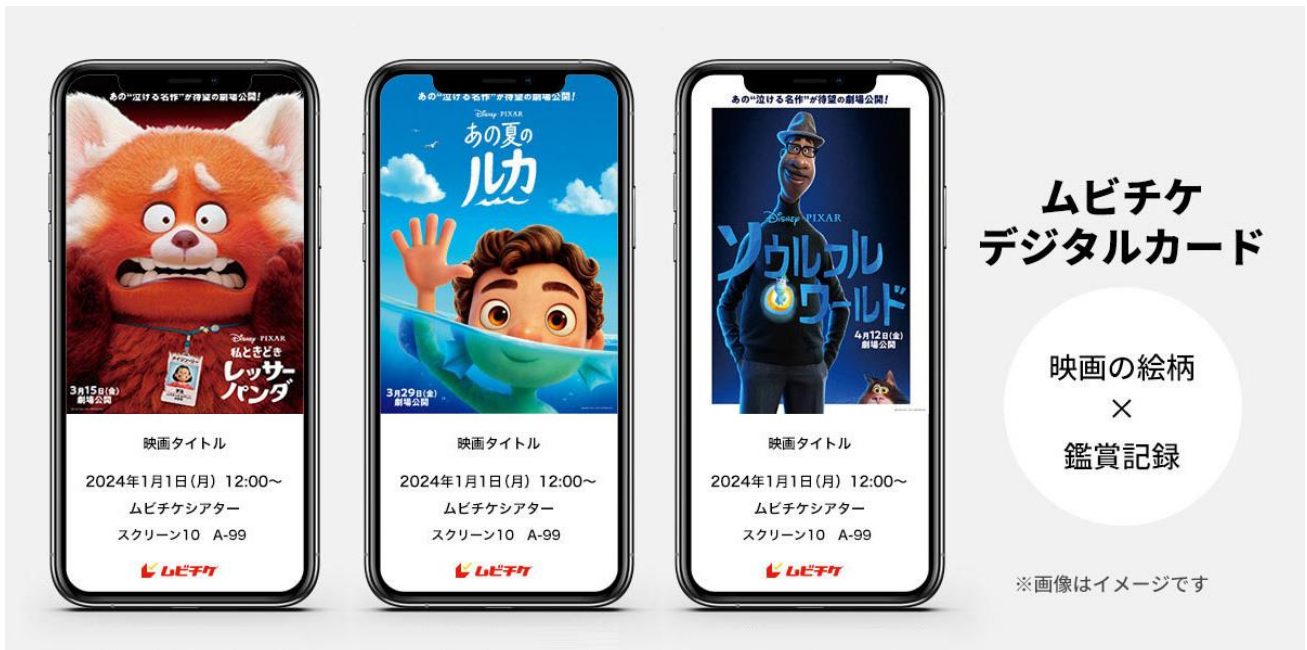 あの“泣ける名作”が待望の劇場公開!
Disney PIXAR
私ときどき
レッサー
パンダ
3月15日(金)
劇場公開
映画タイトル
2024年1月1日(月) 12:00〜
ムビチケシアター
スクリーン10 A-99
ムビチケ
あの“泣ける名作”が待望の劇場公開!
Disney PIXAR
あの夏の
ルカ
3月29日(金)
劇場公開
映画タイトル
2024年1月1日(月) 12:00〜
ムビチケシアター
スクリーン10 A-99
ムビチケ
あの“泣ける名作”が待望の劇場公開!
Disney PIXAR
ソウルフル
ワールド
4月12日(金)
劇場公開
映画タイトル
2024年1月1日(月) 12:00〜
ムビチケシアター
スクリーン10 A-99
ムビチケ
ムビチケ
デジタルカード
映画の絵柄
×
鑑賞記録
※画像はイメージです